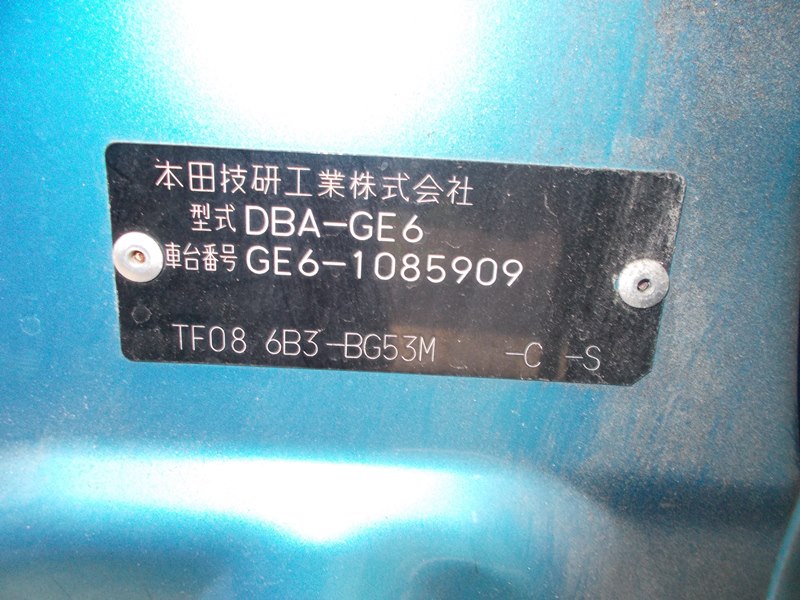 本田技研工業株式会社
型式 DBA-GE6
車台番号 GE6-1085909
TF08 6B3-BG53M -C -S